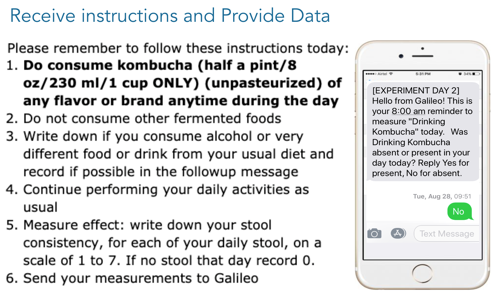 Receive instructions and Provide Data
Please remember to follow these instructions today:
1. Do consume kombucha (half a pint/8
oz/230 ml/1 cup ONLY) (unpasteurized) of
any flavor or brand anytime during the day
2. Do not consume other fermented foods
3. Write down if you consume alcohol or very
different food or drink from your usual diet and
record if possible in the followup message
4. Continue performing your daily activities as
usual
5. Measure effect: write down your stool
consistency, for each of your daily stool, on a
scale of 1 to 7. If no stool that day record 0.
6. Send your measurements to Galileo
[EXPERIMENT DAY 2]
Hello from Galileo! This is
your 8:00 am reminder to
measure "Drinking
Kombucha" today. Was
Drinking Kombucha
absent or present in your
day today? Reply Yes for
present, No for absent.
Tue, Aug 28, 09:51
No
Text Message